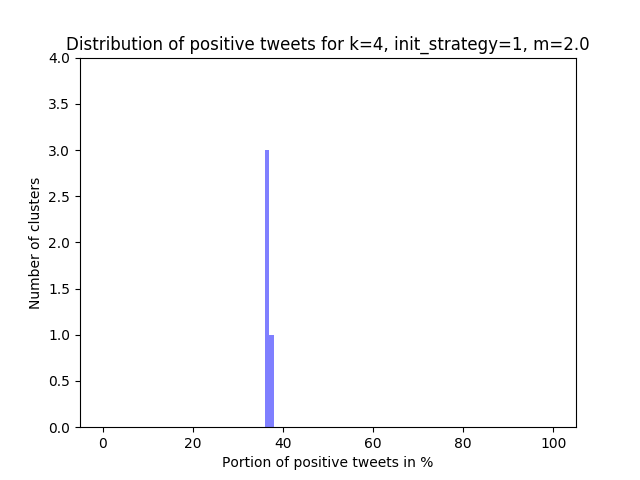 Distribution of positive tweets for k=4, init_strategy=1, m=2.0
4.0
3.5
3.0
2.5
2.0
1.5
1.0
0.5
0.0
Number of clusters
0 20 40 60 80 100
Portion of positive tweets in %